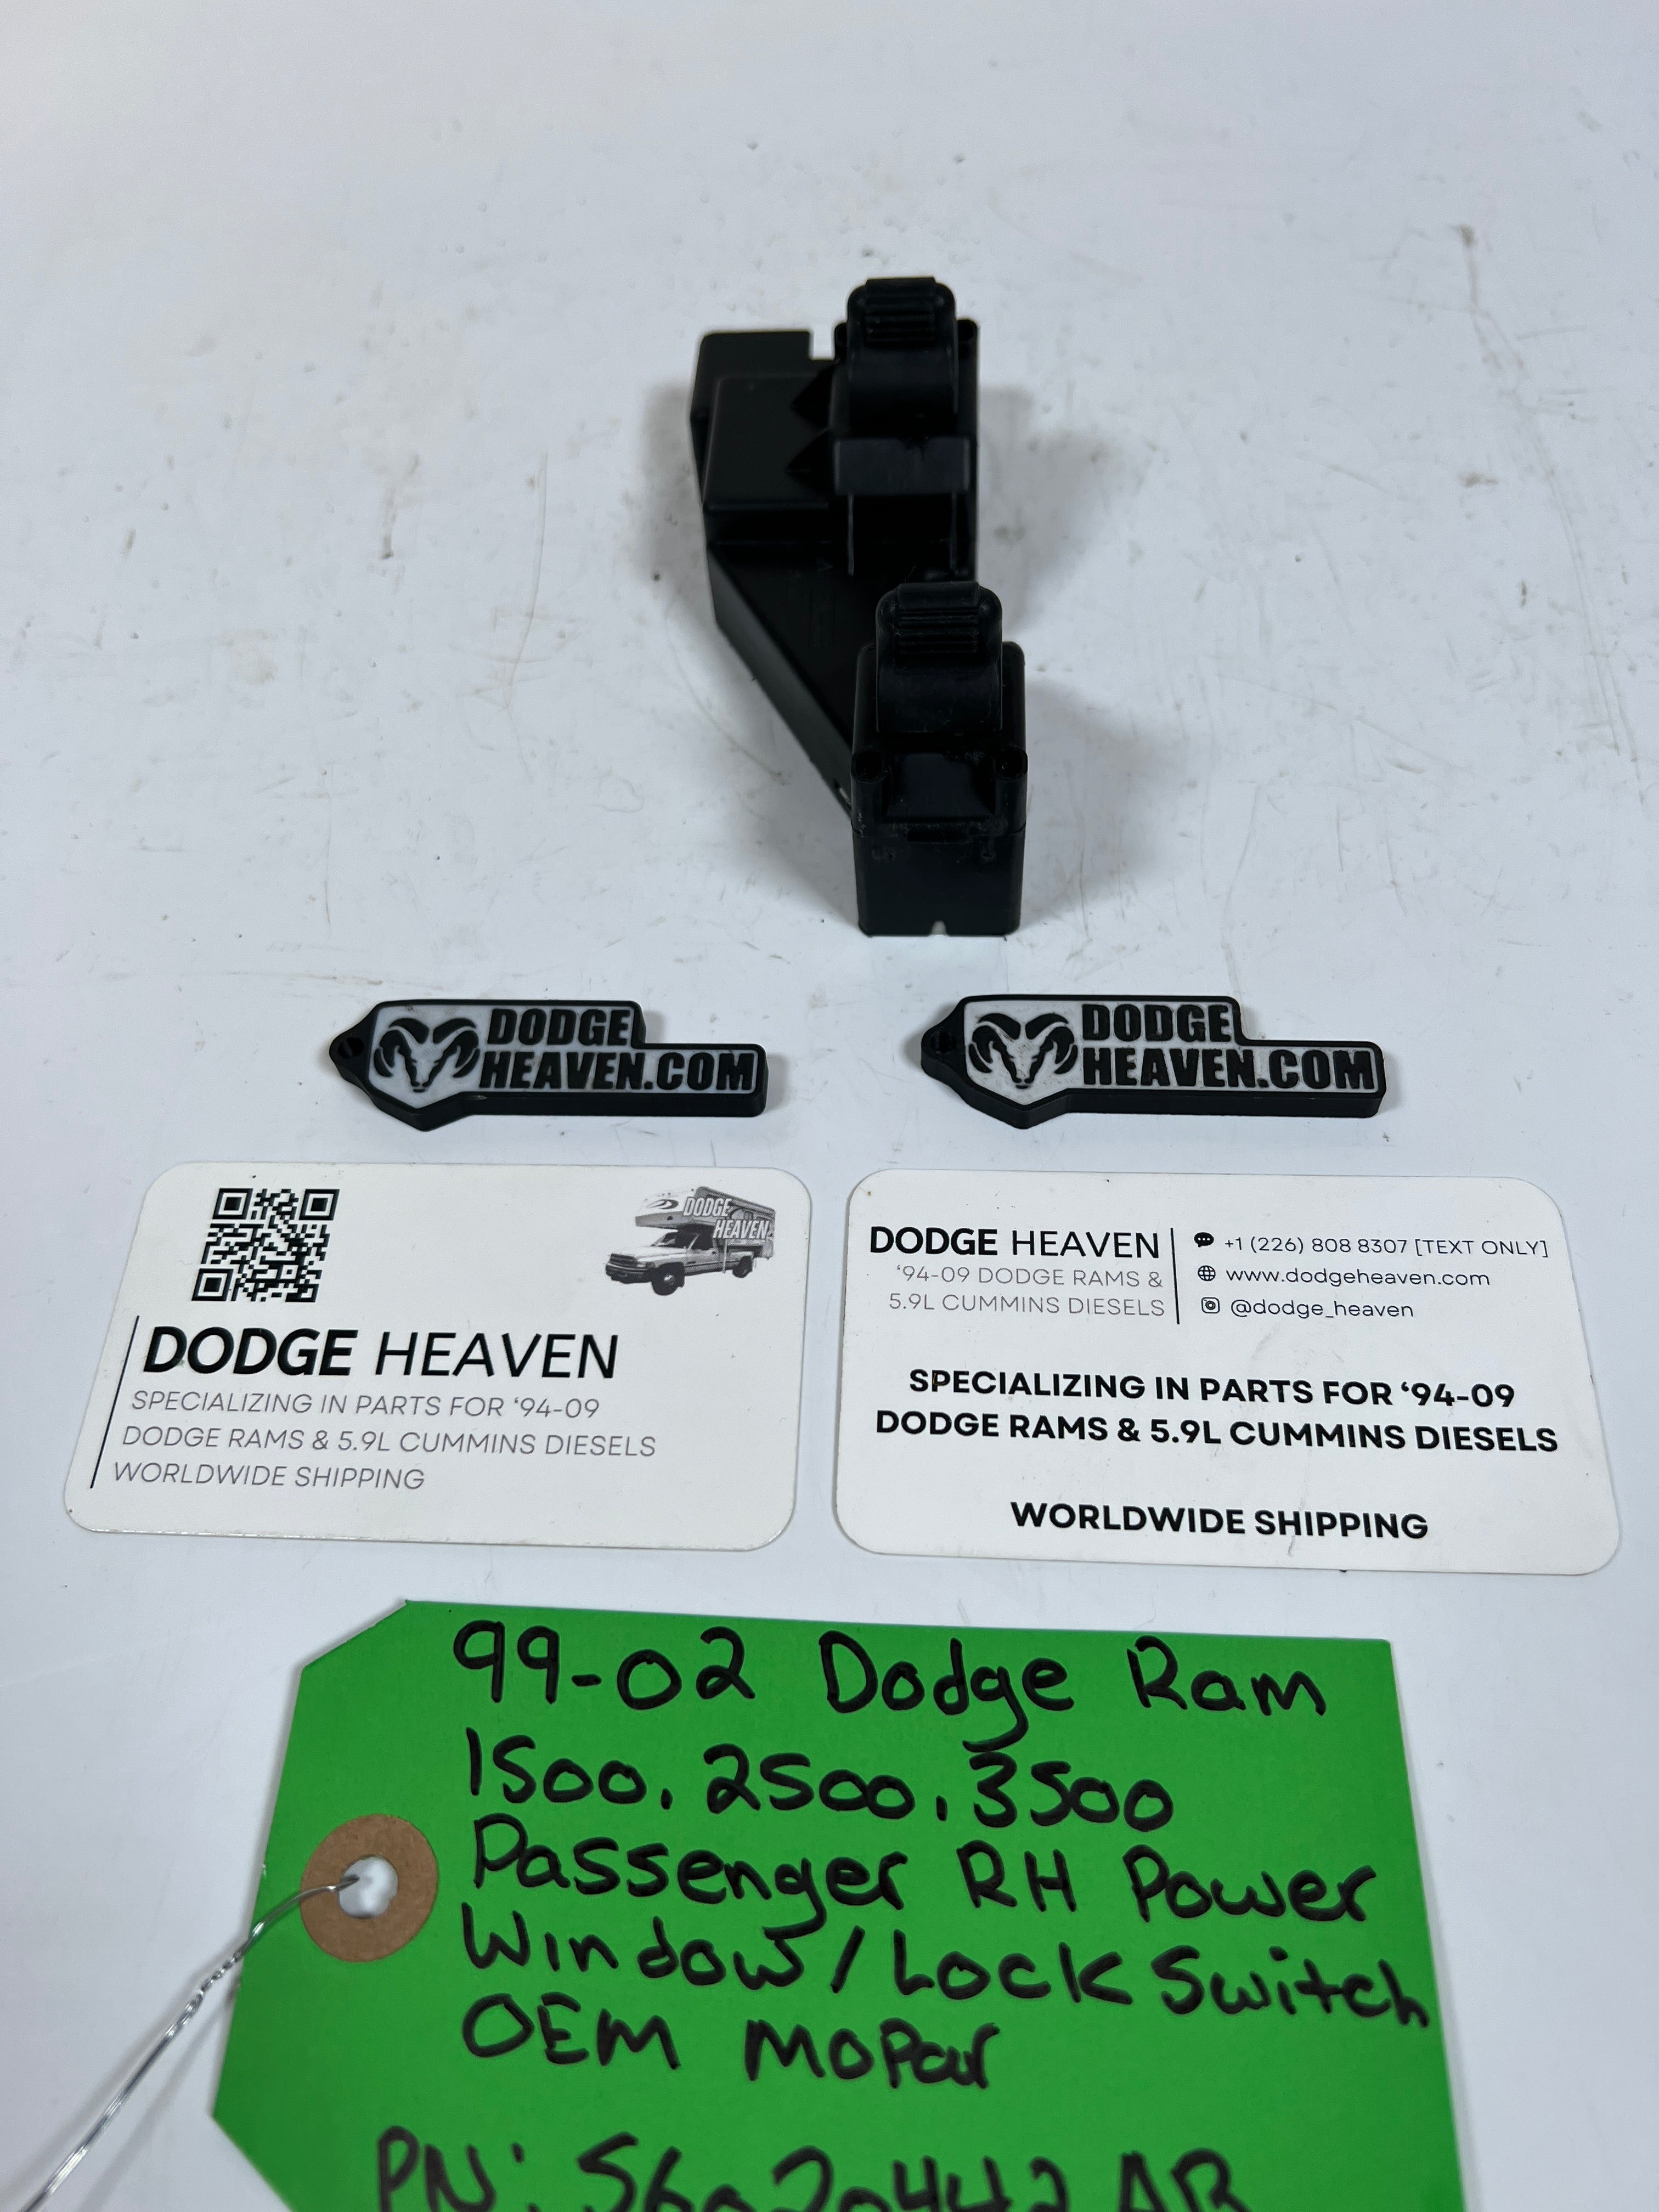 DODGE
HEAVEN.COM
DODGE
HEAVEN.COM
DODGE
HEAVEN
DODGE HEAVEN
SPECIALIZING IN PARTS FOR ‘94-09
DODGE RAMS & 5.9L CUMMINS DIESELS
WORLDWIDE SHIPPING
DODGE HEAVEN
‘94-09 DODGE RAMS &
5.9L CUMMINS DIESELS
+1 (226) 808 8307 [TEXT ONLY]
www.dodgeheaven.com
@dodge_heaven
SPECIALIZING IN PARTS FOR ‘94-09
DODGE RAMS & 5.9L CUMMINS DIESELS
WORLDWIDE SHIPPING
99-02 Dodge Ram
1500, 2500, 3500
Passenger RH Power
Window/Lock Switch
OEM Mopar
PN: 56020442